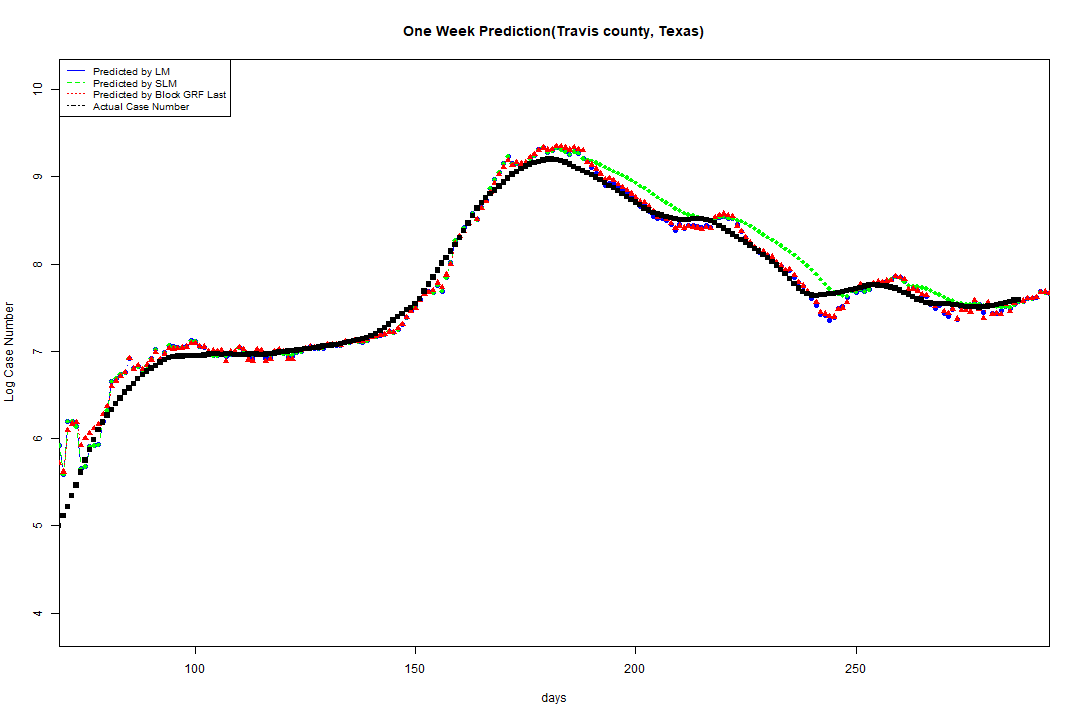 One Week Prediction(Travis county, Texas)
Predicted by LM
Predicted by SLM
Predicted by Block GRF Last
Actual Case Number
10
9
8
7
6
5
4
Log Case Number
100
150
200
250
days